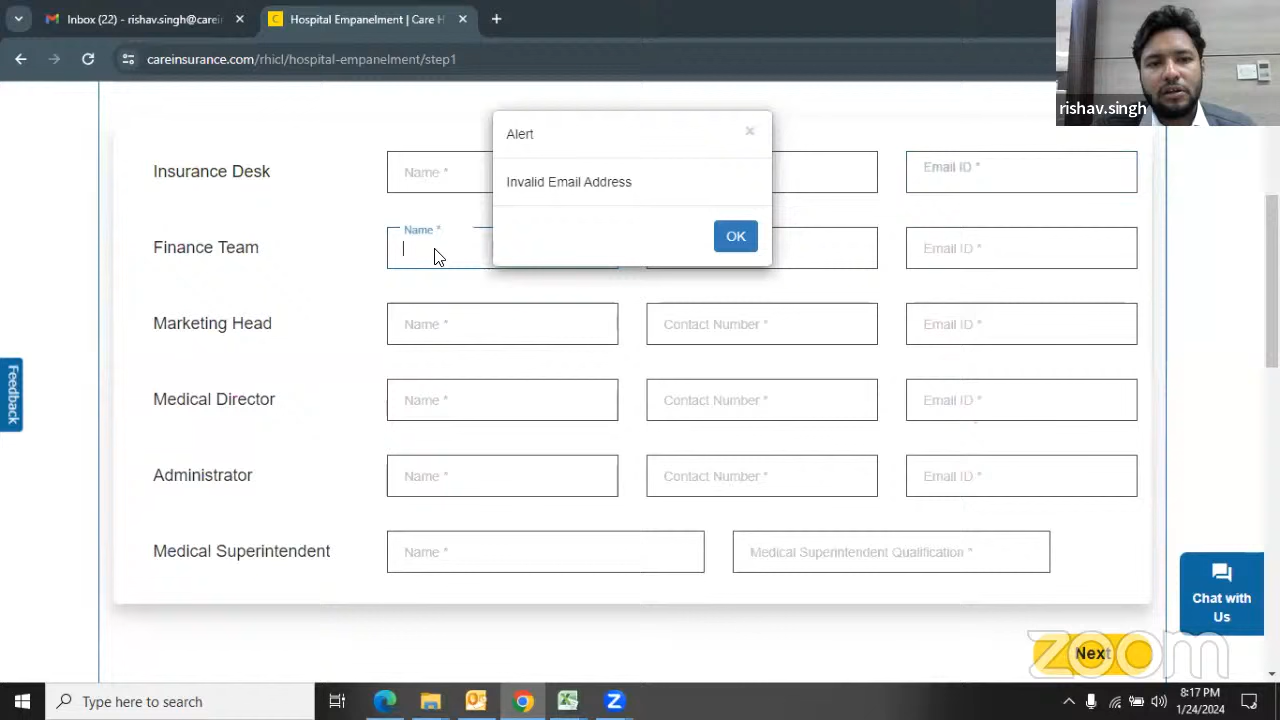 Inbox (22) - rishav.singh@carei
Hospital Empanelment | Care H
careinsurance.com/rhicl/hospital-empanelment/step1
rishav.singh
Alert
Invalid Email Address
OK
Insurance Desk
Name *
Email ID *
Finance Team
Name *
Email ID *
Marketing Head
Name *
Contact Number *
Email ID *
Medical Director
Name *
Contact Number *
Email ID *
Administrator
Name *
Contact Number *
Email ID *
Medical Superintendent
Name *
Medical Superintendent Qualification *
Feedback
Chat with
Us
Next
zoom
Type here to search
8:17 PM
1/24/2024